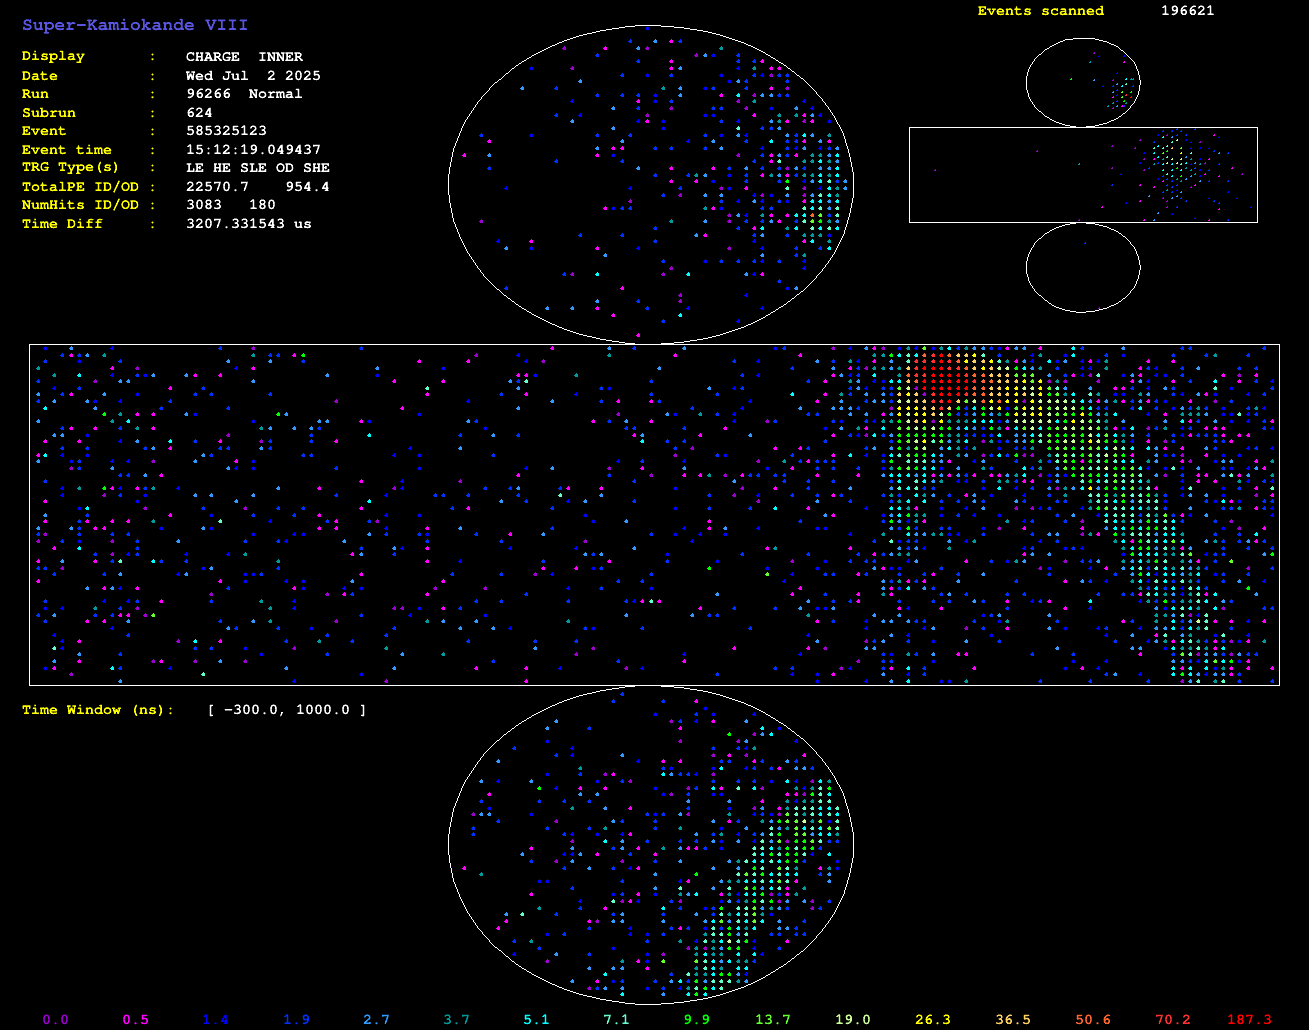 Super-Kamiokande VIII
Display : CHARGE INNER
Date : Wed Jul 2 2025
Run : 96266 Normal
Subrun : 624
Event : 585325123
Event time : 15:12:19.049437
TRG Type(s) : LE HE SLE OD SHE
TotalPE ID/OD : 22570.7 954.4
NumHits ID/OD : 3083 180
Time Diff : 3207.331543 us
Events scanned 196621
Time Window (ns): [ -300.0, 1000.0 ]
0.0 0.5 1.4 1.9 2.7 3.7 5.1 7.1 9.9 13.7 19.0 26.3 36.5 50.6 70.2 187.3